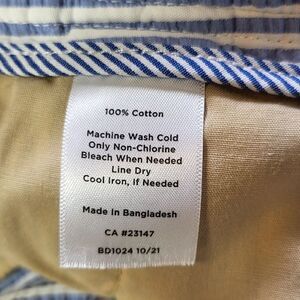 100% Cotton
Machine Wash Cold
Only Non-Chlorine
Bleach When Needed
Line Dry
Cool Iron, If Needed
Made In Bangladesh
CA #23147
BD1024 10/21